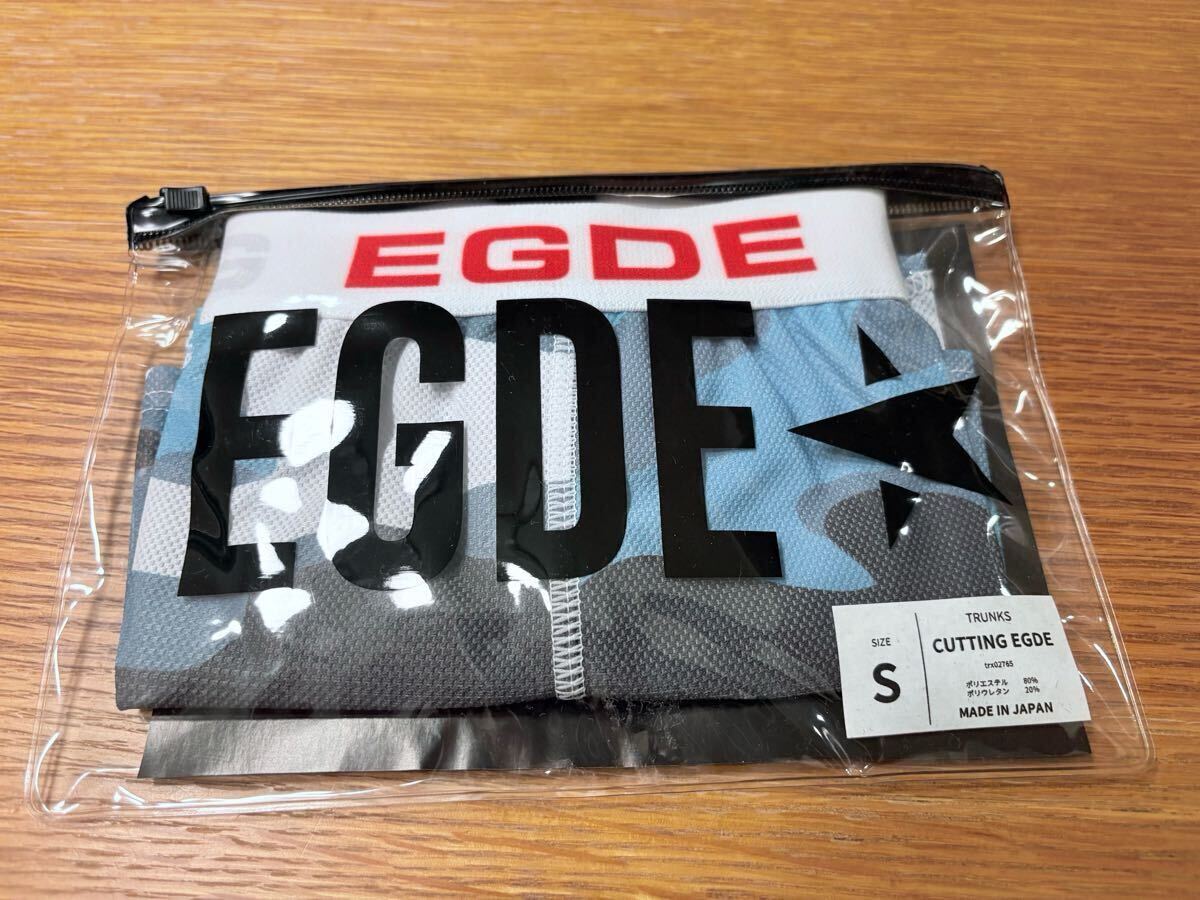 EGDE
EGDE
SIZE
S
TRUNKS
CUTTING EGDE
trx02765
ポリエステル 80%
ポリウレタン 20%
MADE IN JAPAN